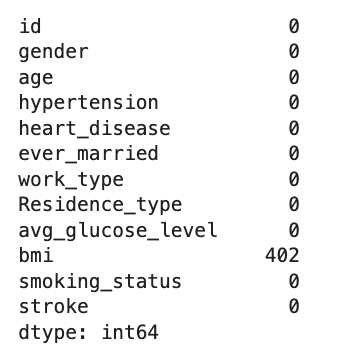 id 0
gender 0
age 0
hypertension 0
heart_disease 0
ever_married 0
work_type 0
Residence_type 0
avg_glucose_level 0
bmi 402
smoking_status 0
stroke 0
dtype: int64